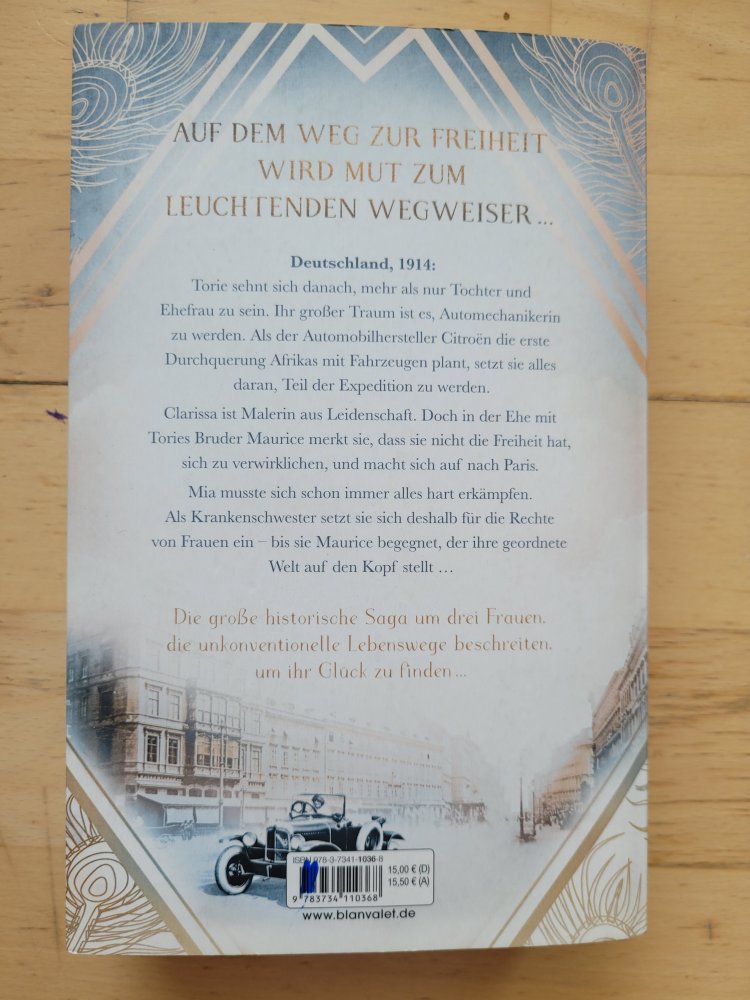 AUF DEM WEG ZUR FREIHEIT
WIRD MUT ZUM
LEUCHTENDEN WEGWEISER ...
Deutschland, 1914:
Torie sehnt sich danach, mehr als nur Tochter und
Ehefrau zu sein. Ihr großer Traum ist es, Automechanikerin
zu werden. Als der Automobilhersteller Citroën die erste
Durchquerung Afrikas mit Fahrzeugen plant, setzt sie alles
daran, Teil der Expedition zu werden.
Clarissa ist Malerin aus Leidenschaft. Doch in der Ehe mit
Tories Bruder Maurice merkt sie, dass sie nicht die Freiheit hat,
sich zu verwirklichen, und macht sich auf nach Paris.
Mia musste sich schon immer alles hart erkämpfen.
Als Krankenschwester setzt sie sich deshalb für die Rechte
von Frauen ein – bis sie Maurice begegnet, der ihre geordnete
Welt auf den Kopf stellt ...
Die große historische Saga um drei Frauen,
die unkonventionelle Lebenswege beschreiten,
um ihr Glück zu finden ...
ISBN 978-3-7341-1036-8
15,00 € (D)
15,50 € (A)
9 783734 110368
www.blanvalet.de